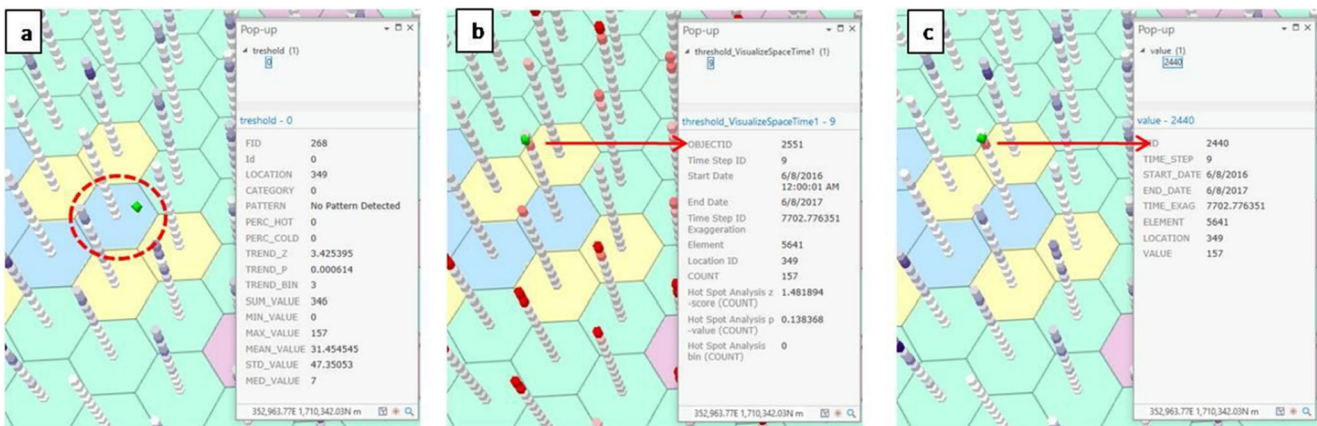 a
Pop-up
treshold (1)
0
treshold - 0
FID 268
Id 0
LOCATION 349
CATEGORY 0
PATTERN No Pattern Detected
PERC_HOT 0
PERC_COLD 0
TREND_Z 3.425395
TREND_P 0.000614
TREND_BIN 3
SUM_VALUE 346
MIN_VALUE 0
MAX_VALUE 157
MEAN_VALUE 31.454545
STD_VALUE 47.35053
MED_VALUE 7
352,963.77E 1,710,342.03N m
b
Pop-up
threshold_VisualizeSpaceTime1 (1)
9
threshold_VisualizeSpaceTime1 - 9
OBJECTID 2551
Time Step ID 9
Start Date 6/8/2016
12:00:01 AM
End Date 6/8/2017
Time Step ID 7702.776351
Exaggeration
Element 5641
Location ID 349
COUNT 157
Hot Spot Analysis z 1.481894
-score (COUNT)
Hot Spot Analysis p 0.138368
-value (COUNT)
Hot Spot Analysis 0
bin (COUNT)
352,963.77E 1,710,342.03N m
c
Pop-up
value (1)
2440
value - 2440
2440
TIME_STEP 9
START_DATE 6/8/2016
END_DATE 6/8/2017
TIME_EXAG 7702.776351
ELEMENT 5641
LOCATION 349
VALUE 157
352,963.77E 1,710,342.03N m